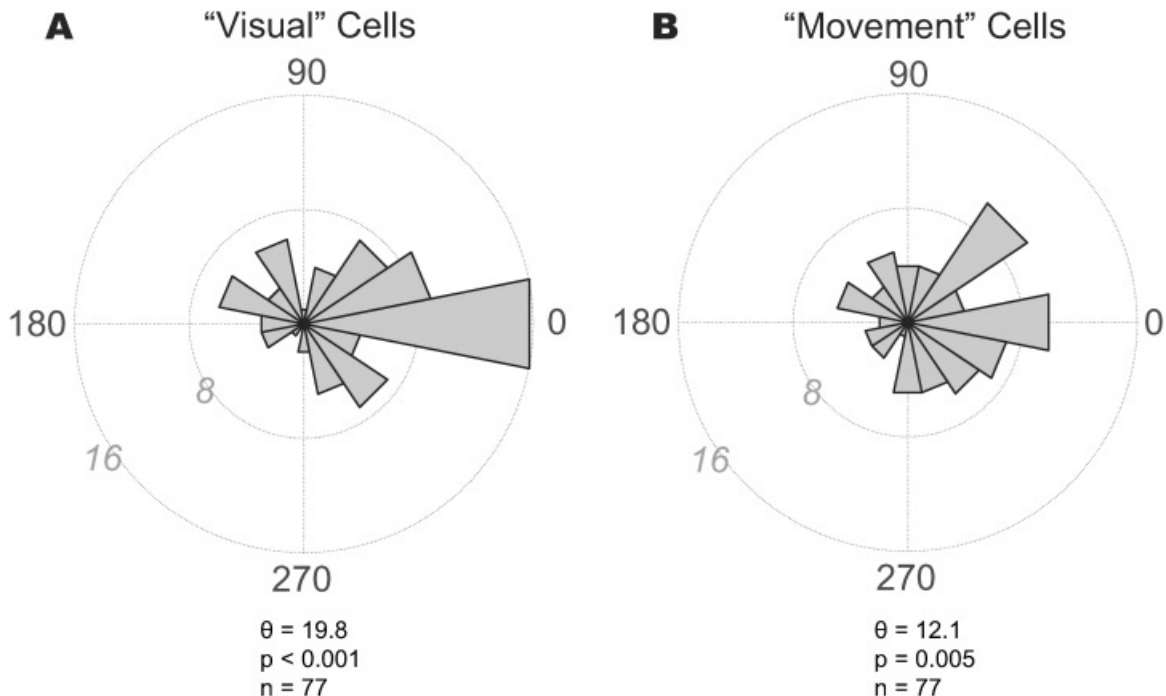 A "Visual" Cells
90
180
0
8
16
270
θ = 19.8
p < 0.001
n = 77
B "Movement" Cells
90
180
0
8
16
270
θ = 12.1
p = 0.005
n = 77